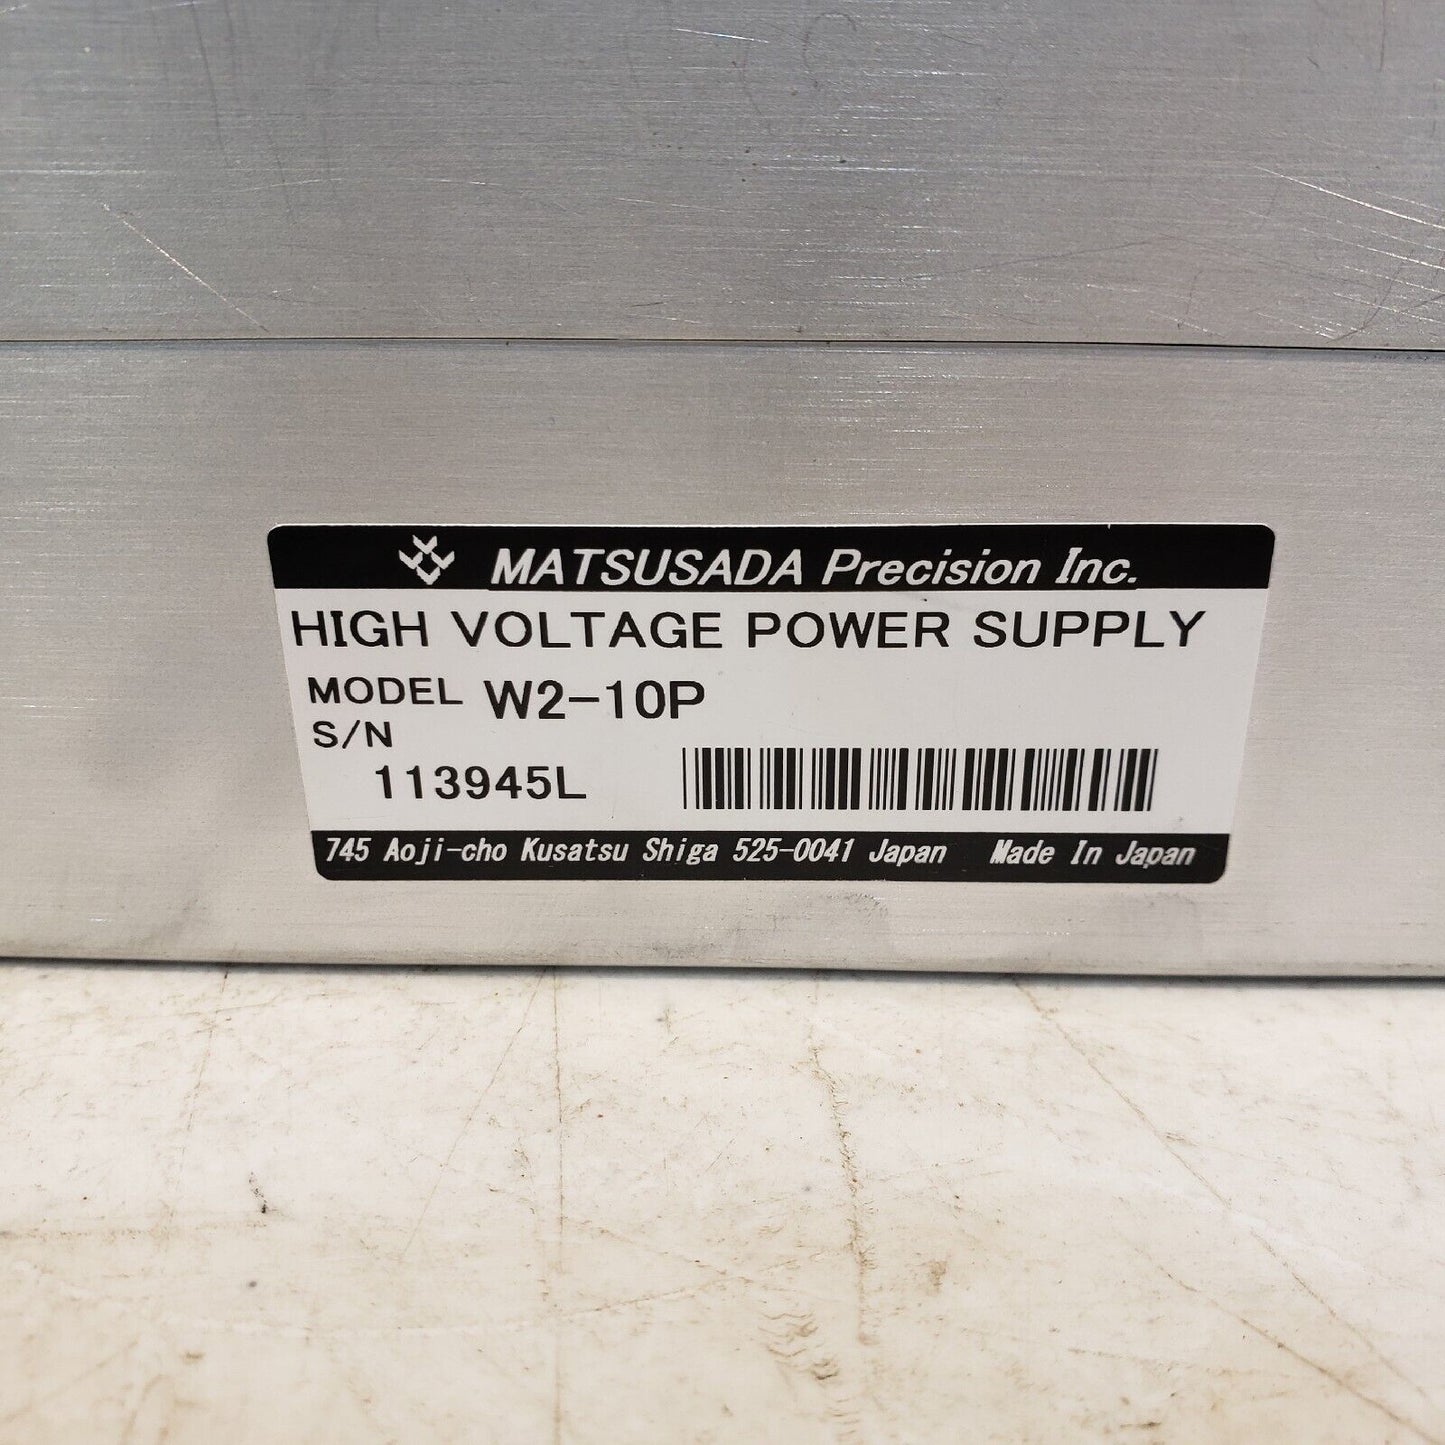 MATSUSADA Precision Inc.
HIGH VOLTAGE POWER SUPPLY
MODEL W2-10P
S/N
113945L
745 Aoji-cho Kusatsu Shiga 525-0041 Japan Made In Japan